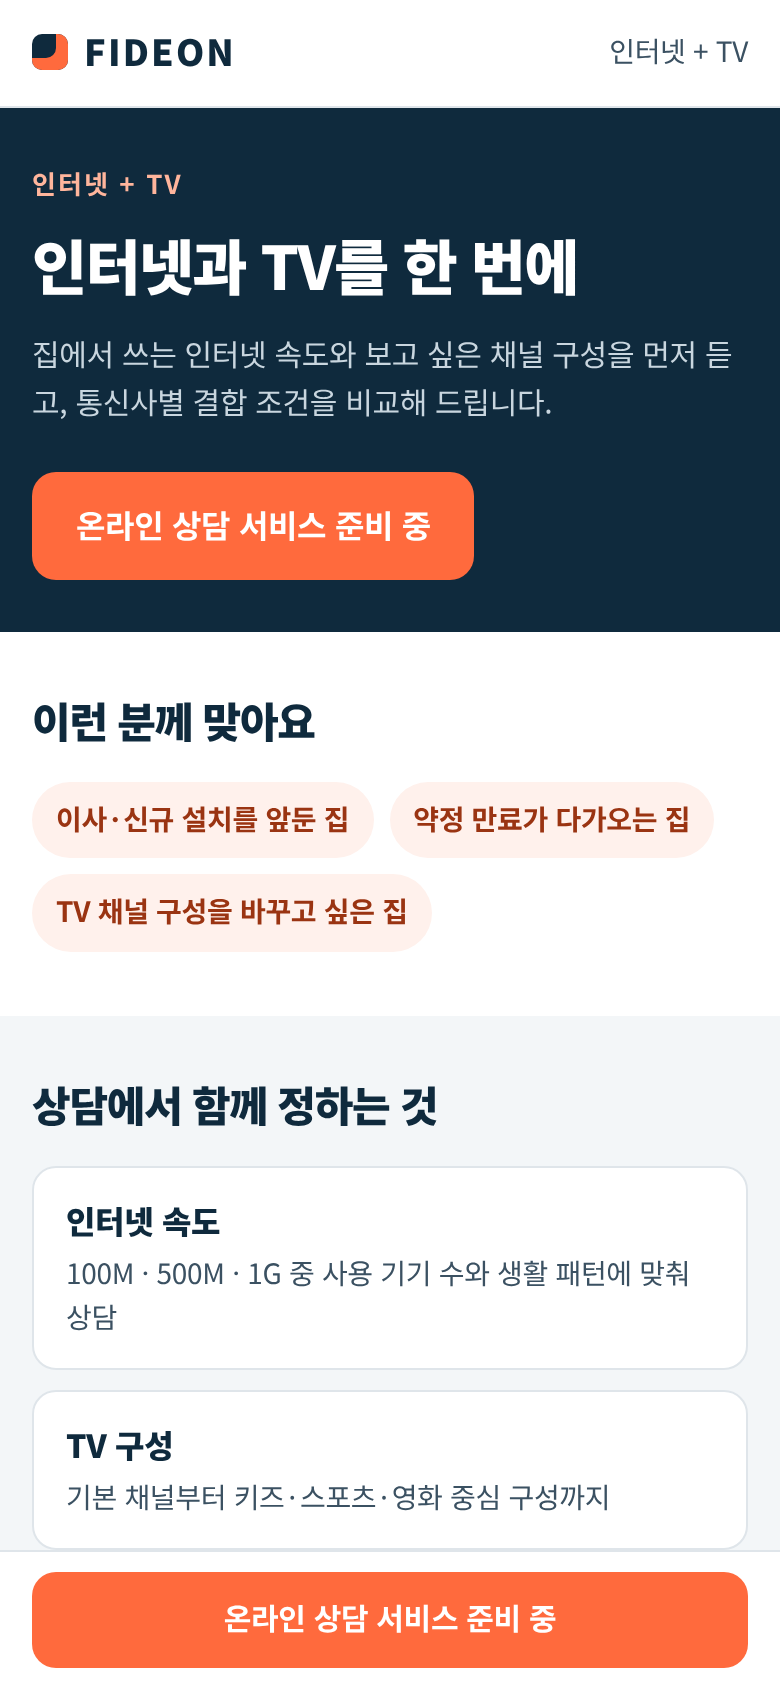 FIDEON
인터넷 + TV
인터넷 + TV
인터넷과 TV를 한 번에
집에서 쓰는 인터넷 속도와 보고 싶은 채널 구성을 먼저 듣
고, 통신사별 결합 조건을 비교해 드립니다.
온라인 상담 서비스 준비 중
이런 분께 맞아요
이사·신규 설치를 앞둔 집
약정 만료가 다가오는 집
TV 채널 구성을 바꾸고 싶은 집
상담에서 함께 정하는 것
인터넷 속도
100M · 500M · 1G 중 사용 기기 수와 생활 패턴에 맞춰
상담
TV 구성
기본 채널부터 키즈·스포츠·영화 중심 구성까지
온라인 상담 서비스 준비 중